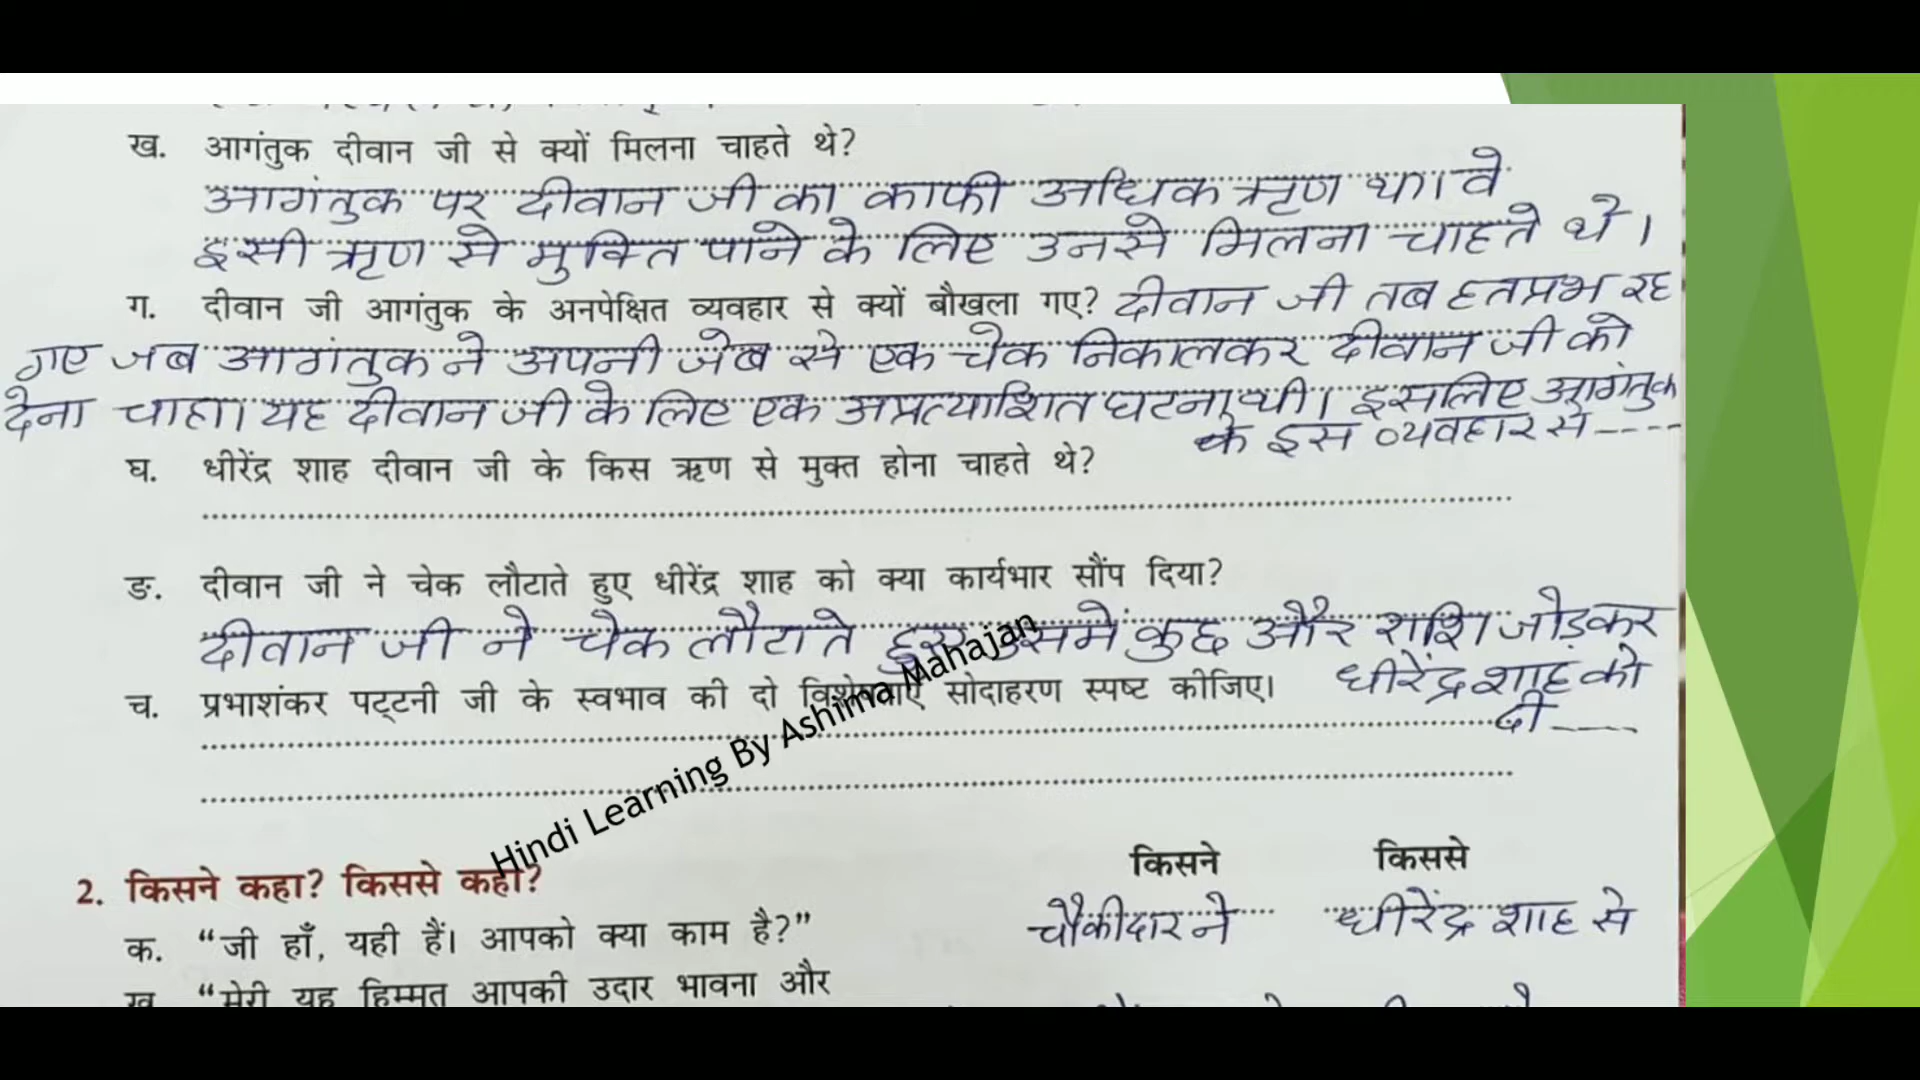 ख. आगंतुक दीवान जी से क्यों मिलना चाहते थे?
आगंतुक पर दीवान जी का काफी अधिक ऋण था। वे
इसी ऋण से मुक्ति पाने के लिए उनसे मिलना चाहते थे।
ग. दीवान जी आगंतुक के अनपेक्षित व्यवहार से क्यों बौखला गए? दीवान जी तब हतप्रभ रह
गए जब आगंतुक ने अपनी जेब से एक चेक निकालकर दीवान जी को
देना चाहा। यह दीवान जी के लिए एक अप्रत्याशित घटना थी। इसलिए आगंतुक
के इस व्यवहार से -----
घ. धीरेंद्र शाह दीवान जी के किस ऋण से मुक्त होना चाहते थे?
ङ. दीवान जी ने चेक लौटाते हुए धीरेंद्र शाह को क्या कार्यभार सौंप दिया?
दीवान जी ने चेक लौटाते हुए उसमें कुछ और राशि जोड़कर
धीरेंद्र शाह को
दी ----
च. प्रभाशंकर पट्टनी जी के स्वभाव की दो विशेषताएँ सोदाहरण स्पष्ट कीजिए।
Hindi Learning By Ashima Mahajan
किसने किससे
2. किसने कहा? किससे कहा?
क. “जी हाँ, यही हैं। आपको क्या काम है?” चौकीदार ने धीरेंद्र शाह से
ख “मेरी यह हिम्मत आपकी उदार भावना और